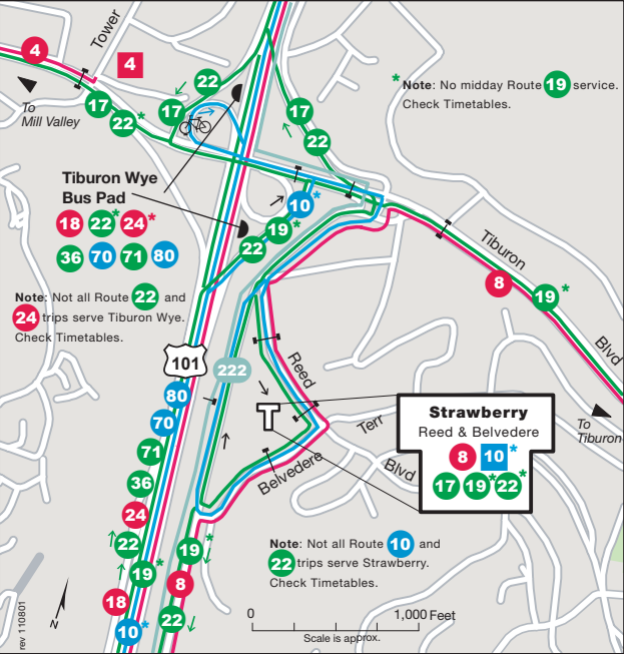 Tower
4
4
22
* Note: No midday Route 19 service.
Check Timetables.
To
Mill Valley
17
22*
17
17
22
Tiburon Wye
Bus Pad
18 22* 24*
36 70 71 80
10*
19*
22
Tiburon
8
19*
Blvd
To
Tiburon
Note: Not all Route 22 and
24 trips serve Tiburon Wye.
Check Timetables.
101
222
Reed
80
70
71
36
24
22
19*
18
10*
T
Terr
Blvd
Belvedere
Strawberry
Reed & Belvedere
8 10*
17 19* 22*
19*
8
22
Note: Not all Route 10 and
22 trips serve Strawberry.
Check Timetables.
0 1,000 Feet
Scale is approx.
N
rev 110801